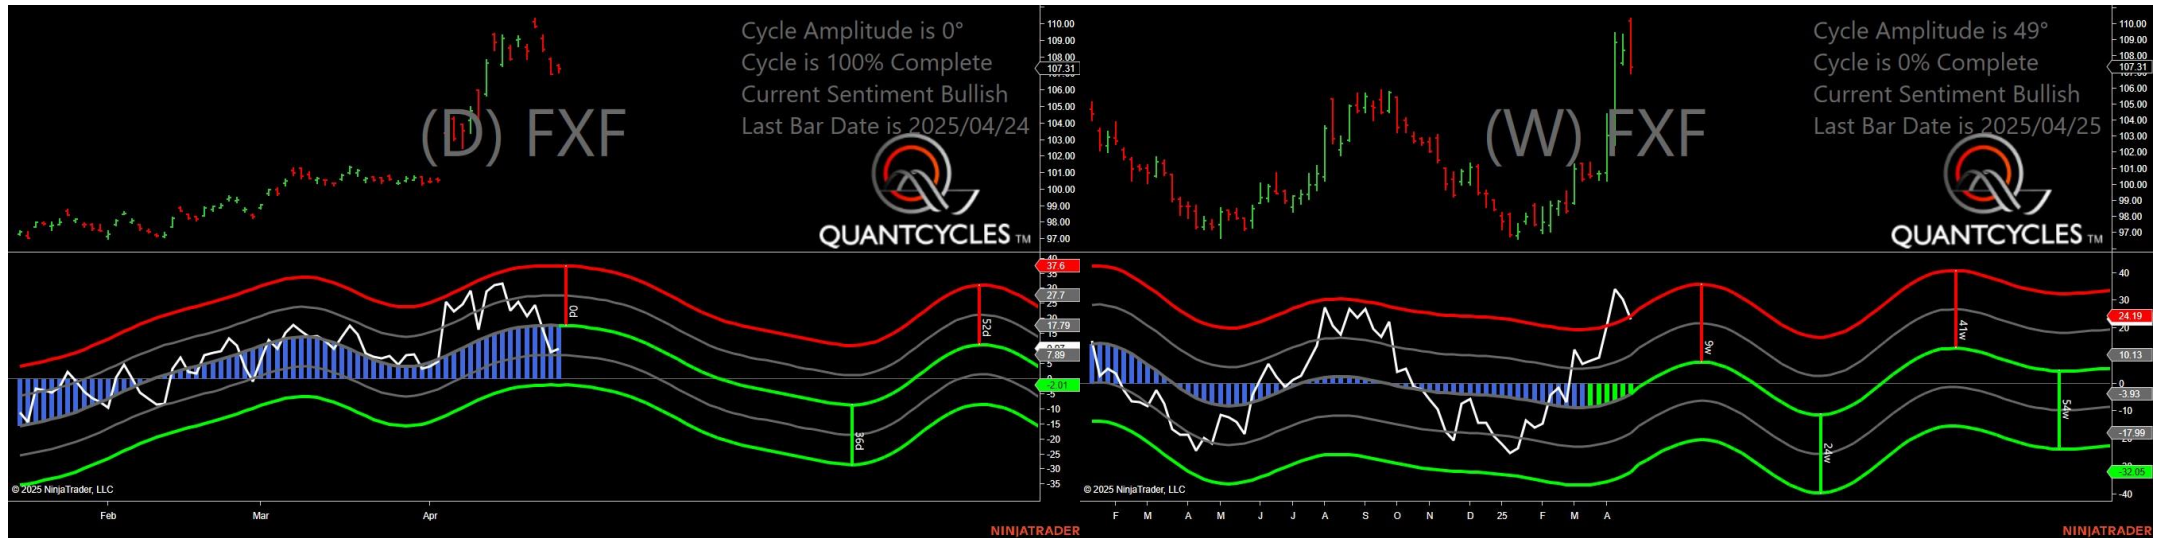 Cycle Amplitude is 0°
Cycle is 100% Complete
Current Sentiment Bullish
Last Bar Date is 2025/04/24
(D) FXF
QUANTCYCLES TM
110.00
109.00
108.00
107.31
106.00
105.00
104.00
103.00
102.00
101.00
100.00
99.00
98.00
97.00
37.6
35
27.7
17.79
7.89
-2.01
-5
-10
-15
-20
-25
-30
-35
0d
36d
52d
© 2025 NinjaTrader, LLC
Feb Mar Apr
NINJATRADER
Cycle Amplitude is 49°
Cycle is 0% Complete
Current Sentiment Bullish
Last Bar Date is 2025/04/25
(W) FXF
QUANTCYCLES TM
110.00
109.00
108.00
107.31
106.00
105.00
104.00
103.00
102.00
101.00
100.00
99.00
98.00
97.00
40
30
24.19
20
10.13
0
-3.93
-10
-17.99
-32.05
-40
9w
24w
41w
54w
© 2025 NinjaTrader, LLC
F M A M J J A S O N D 25 F M A
NINJATRADER